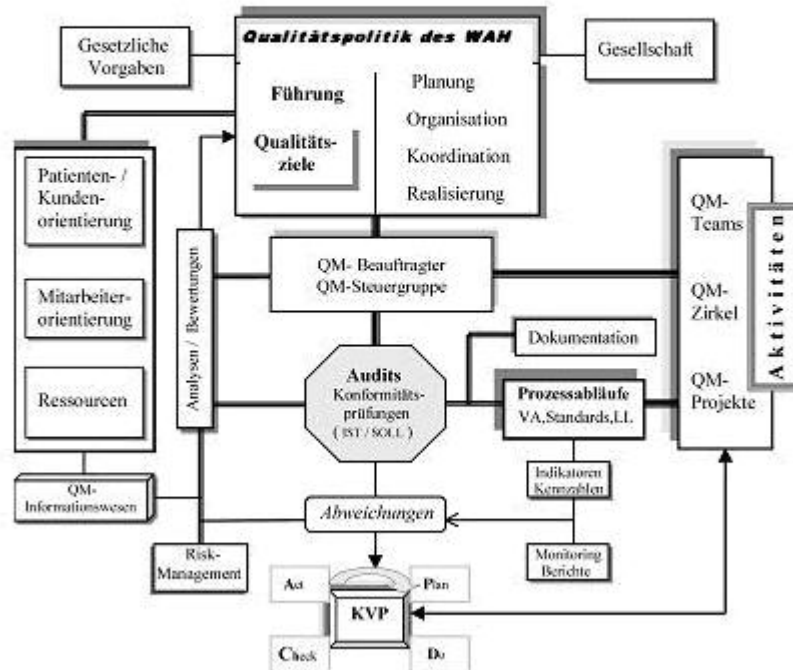 Gesetzliche
Vorgaben
Qualitätspolitik des WAH
Gesellschaft
Führung
Qualitäts-
ziele
Planung
Organisation
Koordination
Realisierung
Patienten- /
Kunden-
orientierung
Mitarbeiter-
orientierung
Ressourcen
QM-
Informationswesen
Analysen / Bewertungen
QM- Beauftragter
QM-Steuergruppe
Audits
Konformitäts-
prüfungen
( IST / SOLL )
Dokumentation
Prozessabläufe
VA,Standards,LL
QM-
Teams
QM-
Zirkel
QM-
Projekte
Aktivitäten
Indikatoren
Kennzahlen
Abweichungen
Risk-
Management
Monitoring
Berichte
Act
Plan
KVP
Check
Do